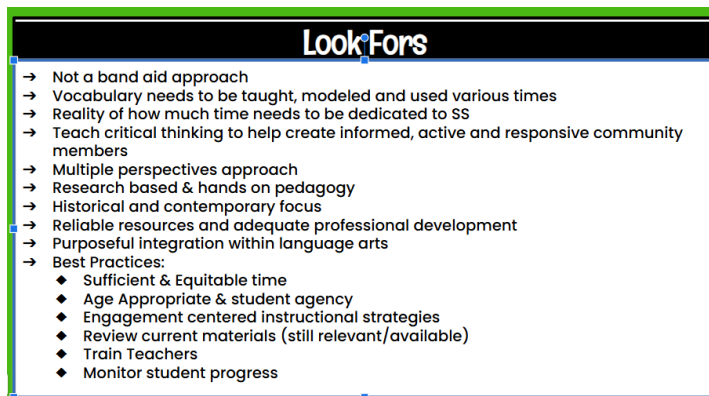 Look Fors
➔ Not a band aid approach
➔ Vocabulary needs to be taught, modeled and used various times
➔ Reality of how much time needs to be dedicated to SS
➔ Teach critical thinking to help create informed, active and responsive community
members
➔ Multiple perspectives approach
➔ Research based & hands on pedagogy
➔ Historical and contemporary focus
➔ Reliable resources and adequate professional development
➔ Purposeful integration within language arts
➔ Best Practices:
◆ Sufficient & Equitable time
◆ Age Appropriate & student agency
◆ Engagement centered instructional strategies
◆ Review current materials (still relevant/available)
◆ Train Teachers
◆ Monitor student progress